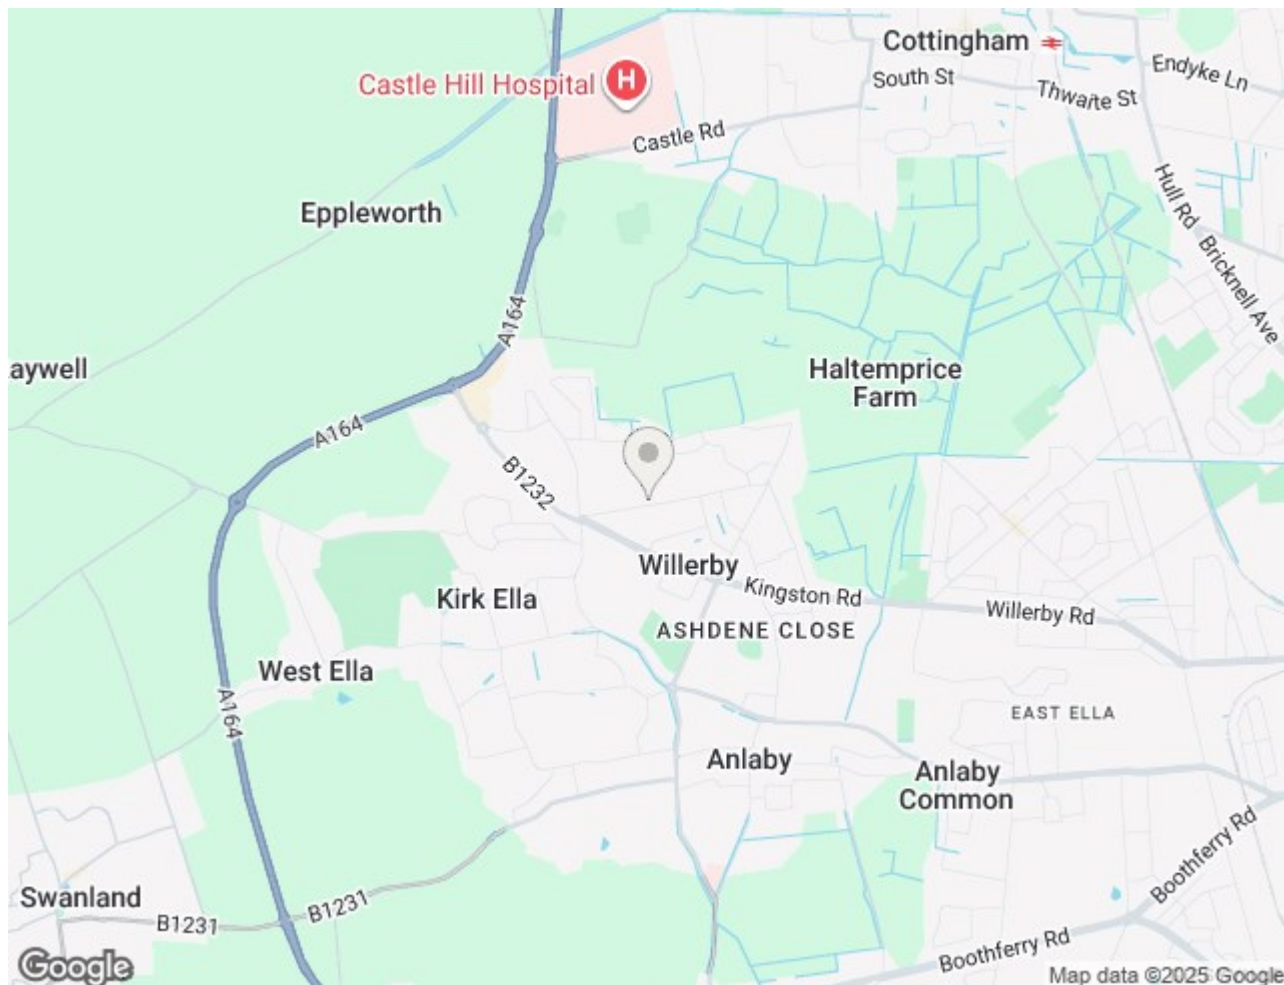 Cottingham
Endyke Ln
South St
Castle Hill Hospital
H
Thwaite St
Castle Rd
Hull Rd
Eppleworth
Bricknell Ave
A164
aywell
Haltemprice
Farm
A164
B1232
Willerby
Kingston Rd
Kirk Ella
Willerby Rd
ASHDENE CLOSE
West Ella
A164
EAST ELLA
Anlaby
Anlaby
Common
Boothferry Rd
Swanland
B1231
B1231
Boothferry Rd
Google
Map data ©2025 Google